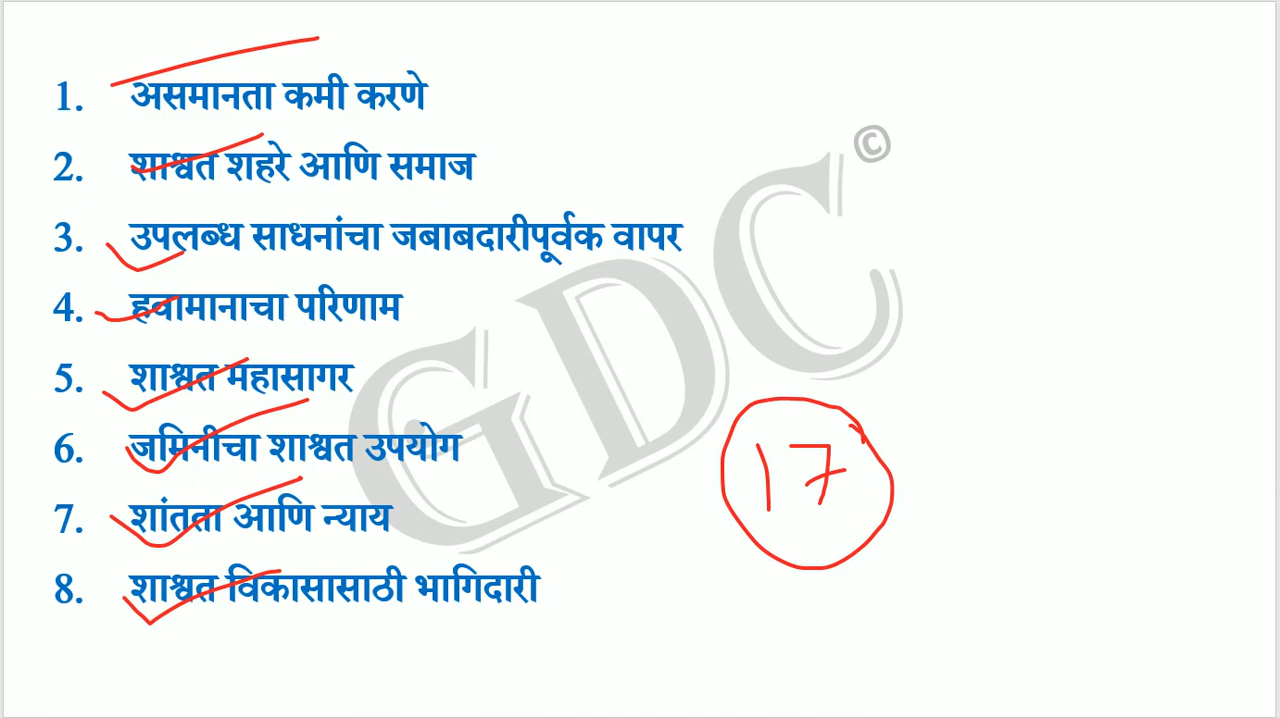 1. असमानता कमी करणे
2. शाश्वत शहरे आणि समाज
3. उपलब्ध साधनांचा जबाबदारीपूर्वक वापर
4. हवामानाचा परिणाम
5. शाश्वत महासागर
6. जमिनीचा शाश्वत उपयोग
7. शांतता आणि न्याय
8. शाश्वत विकासासाठी भागिदारी
GDC©
17